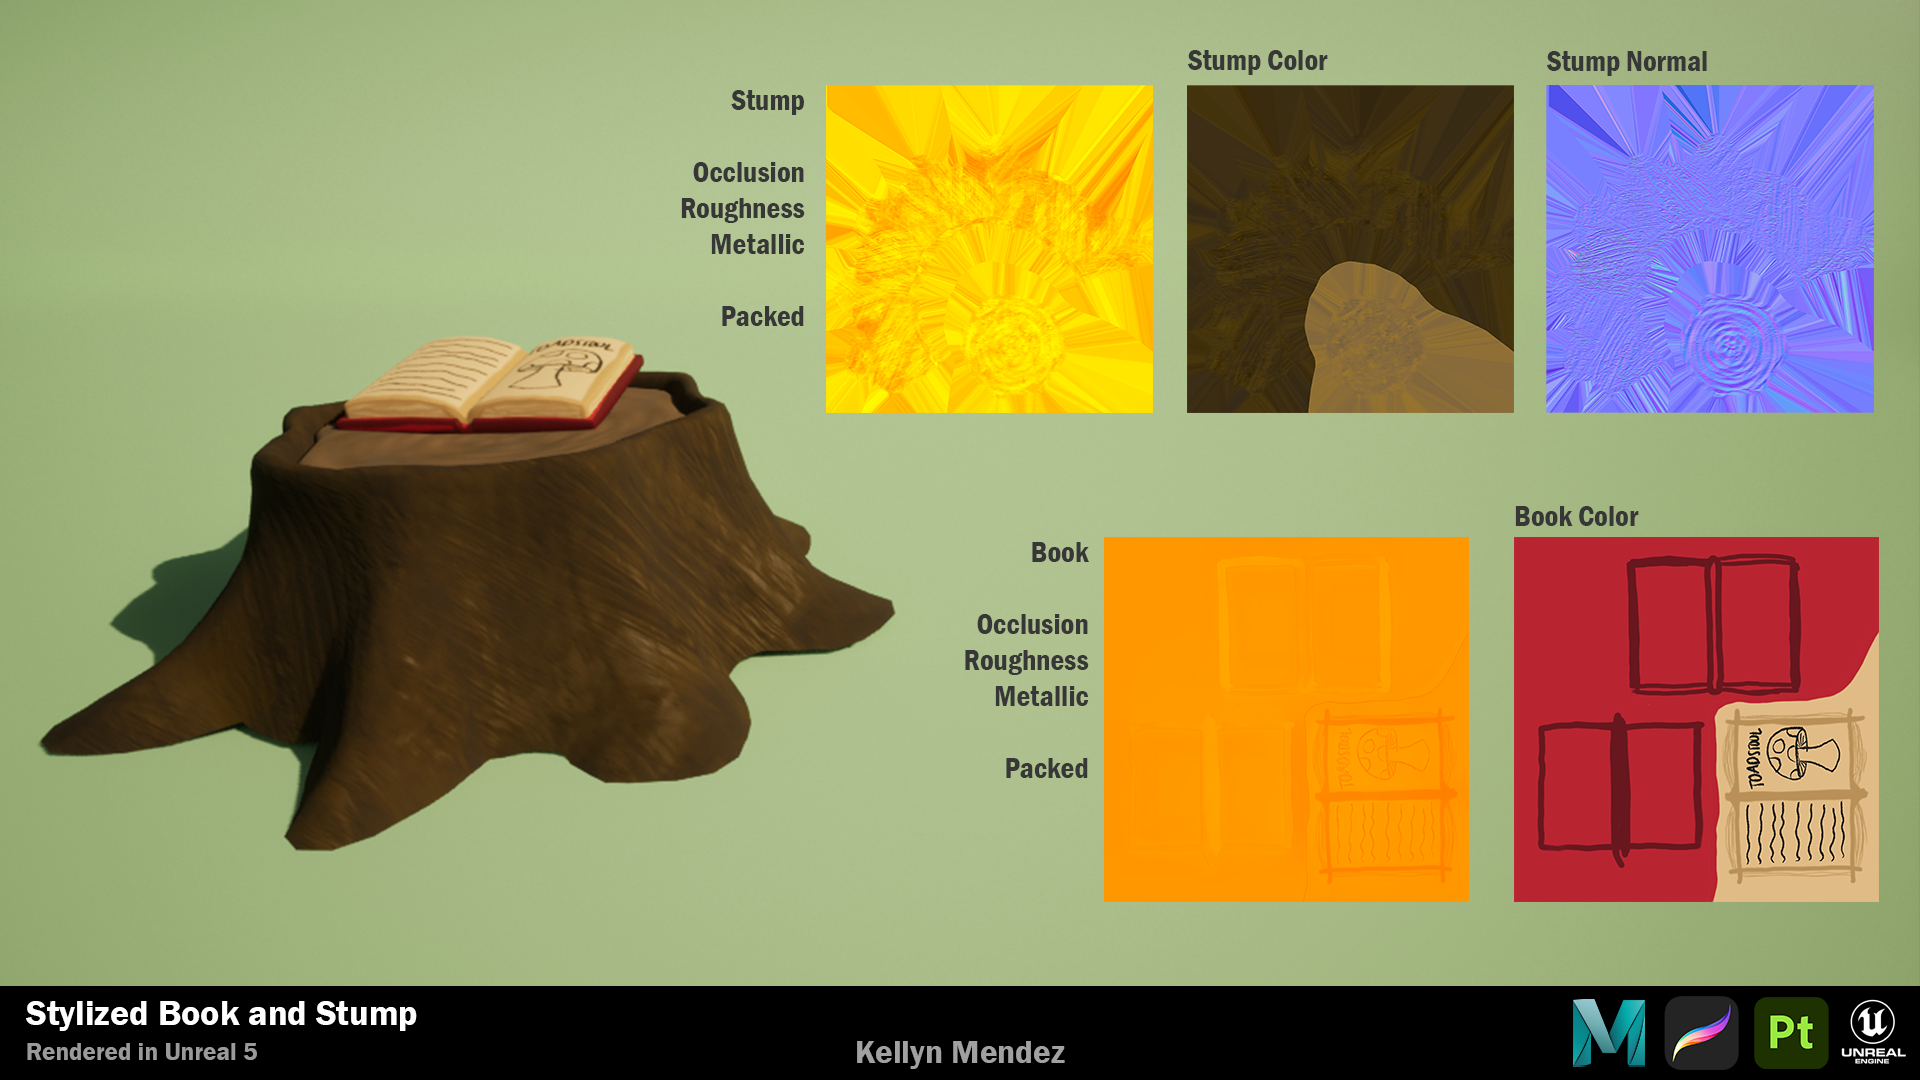 Stump Color
Stump Normal
Stump
Occlusion
Roughness
Metallic
Packed
TOADSTOOL
Book Color
Book
Occlusion
Roughness
Metallic
Packed
TOADSTOOL
Stylized Book and Stump
Rendered in Unreal 5
Kellyn Mendez
M
Pt
UNREAL
ENGINE